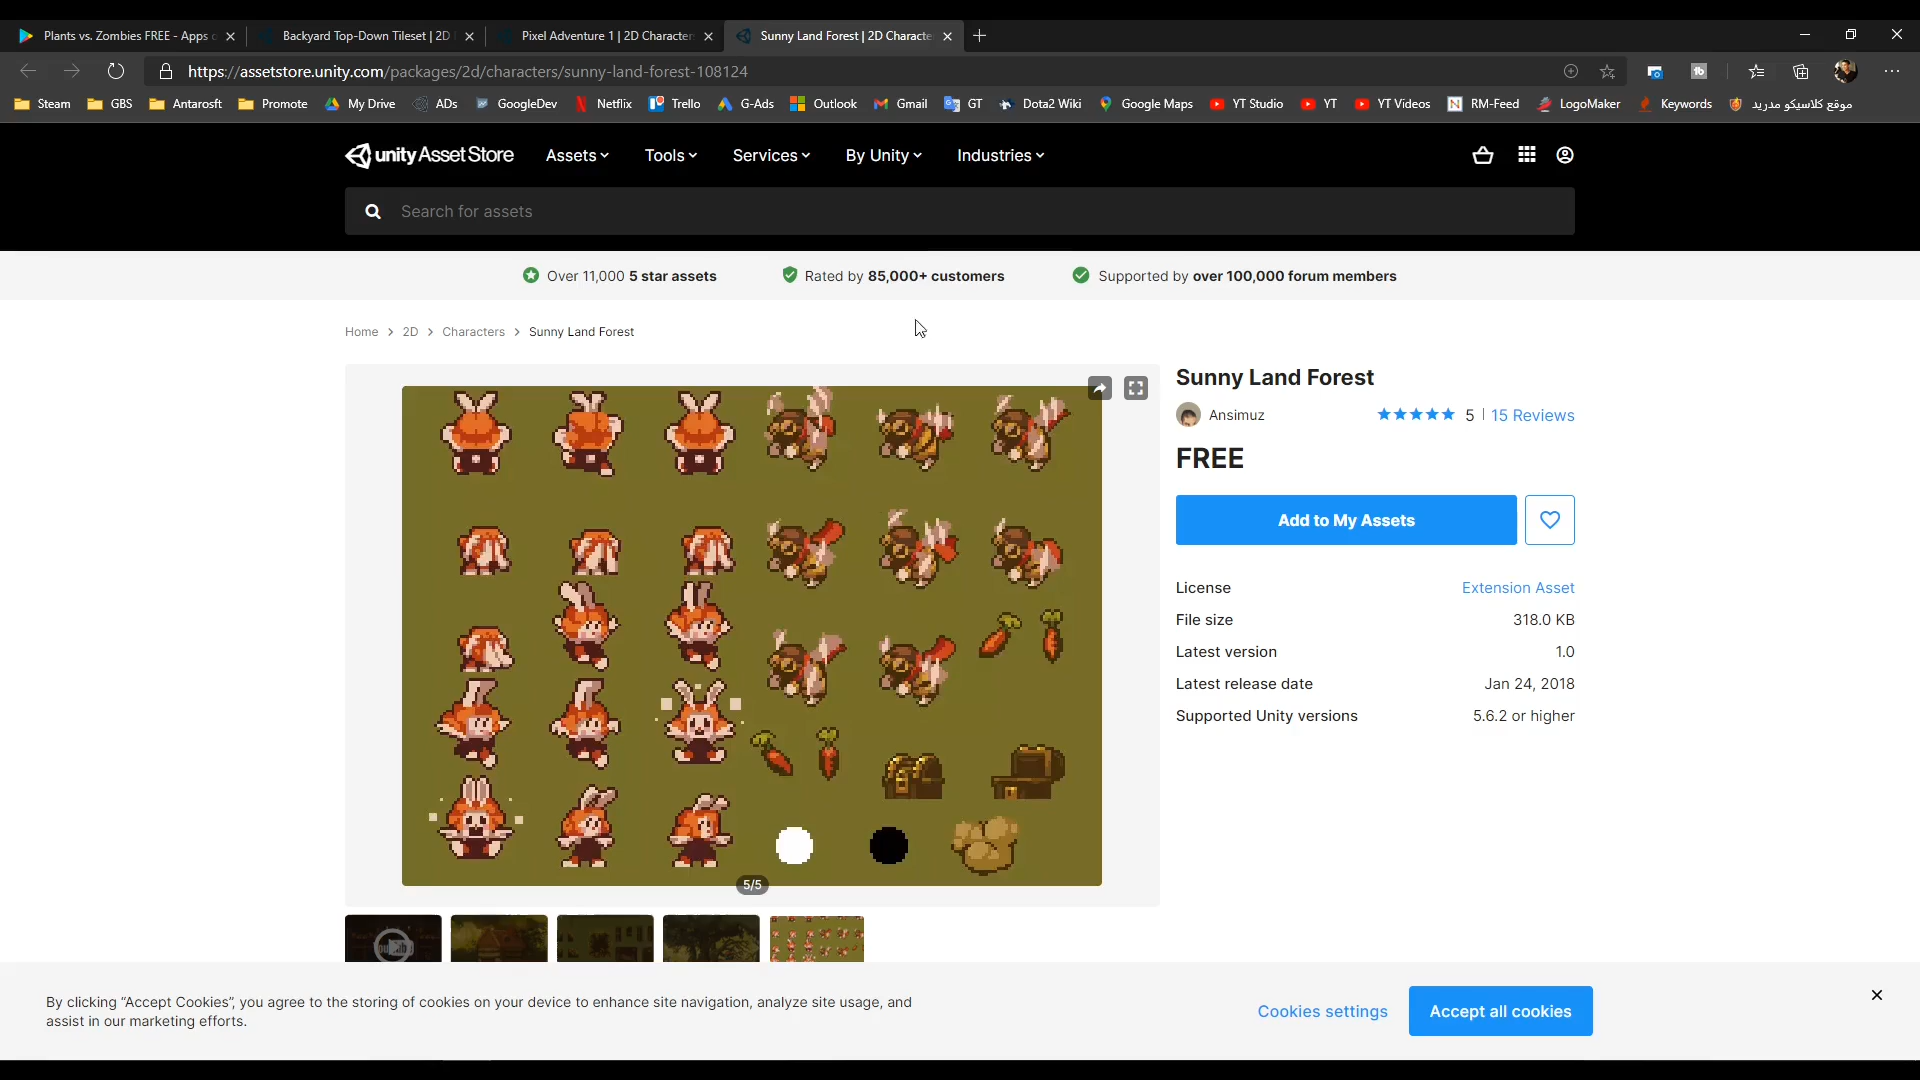 Plants vs. Zombies FREE - Apps
Backyard Top-Down Tileset | 2D
Pixel Adventure 1 | 2D Character
Sunny Land Forest | 2D Characte
https://assetstore.unity.com/packages/2d/characters/sunny-land-forest-108124
Steam GBS Antarosft Promote My Drive ADs GoogleDev Netflix Trello G-Ads Outlook Gmail GT Dota2 Wiki Google Maps YT Studio YT YT Videos RM-Feed LogoMaker Keywords موقع كلاسيكو مدريد
unity Asset Store Assets Tools Services By Unity Industries
Search for assets
Over 11,000 5 star assets Rated by 85,000+ customers Supported by over 100,000 forum members
Home > 2D > Characters > Sunny Land Forest
Sunny Land Forest
Ansimuz 5 | 15 Reviews
FREE
Add to My Assets
License Extension Asset
File size 318.0 KB
Latest version 1.0
Latest release date Jan 24, 2018
Supported Unity versions 5.6.2 or higher
5/5
By clicking “Accept Cookies”, you agree to the storing of cookies on your device to enhance site navigation, analyze site usage, and
assist in our marketing efforts.
Cookies settings
Accept all cookies